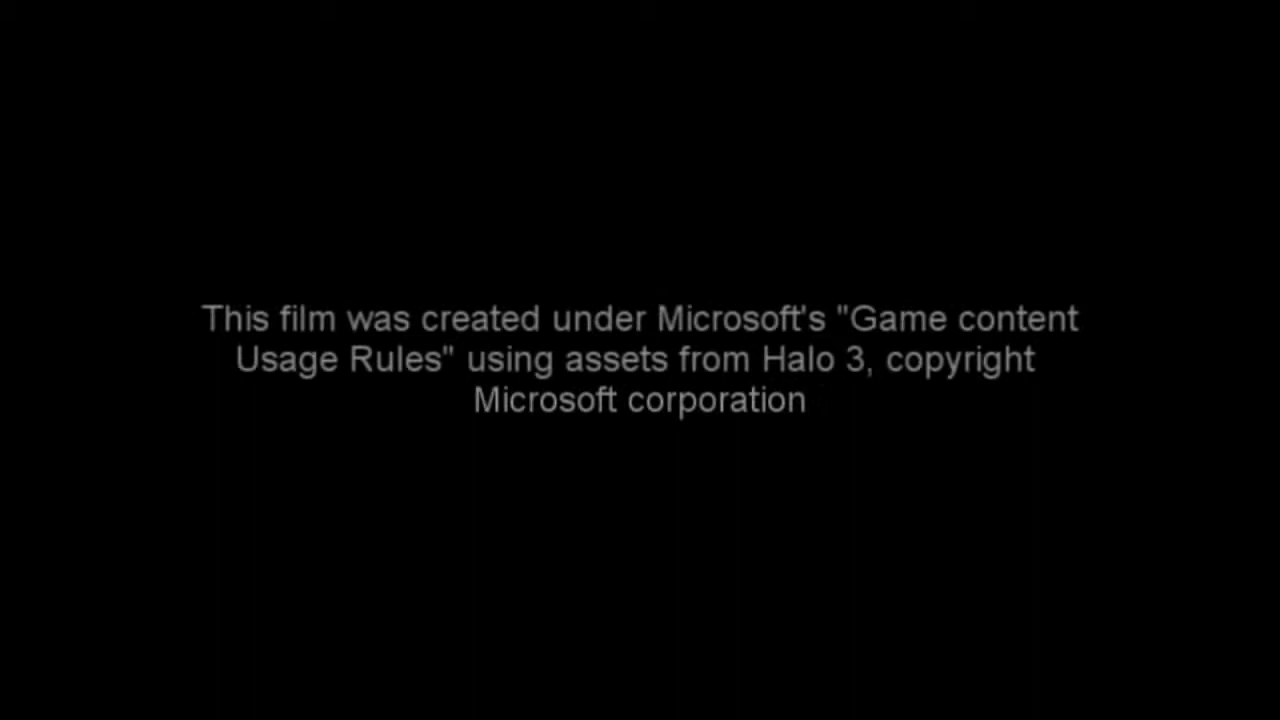 This film was created under Microsoft's "Game content
Usage Rules" using assets from Halo 3, copyright
Microsoft corporation